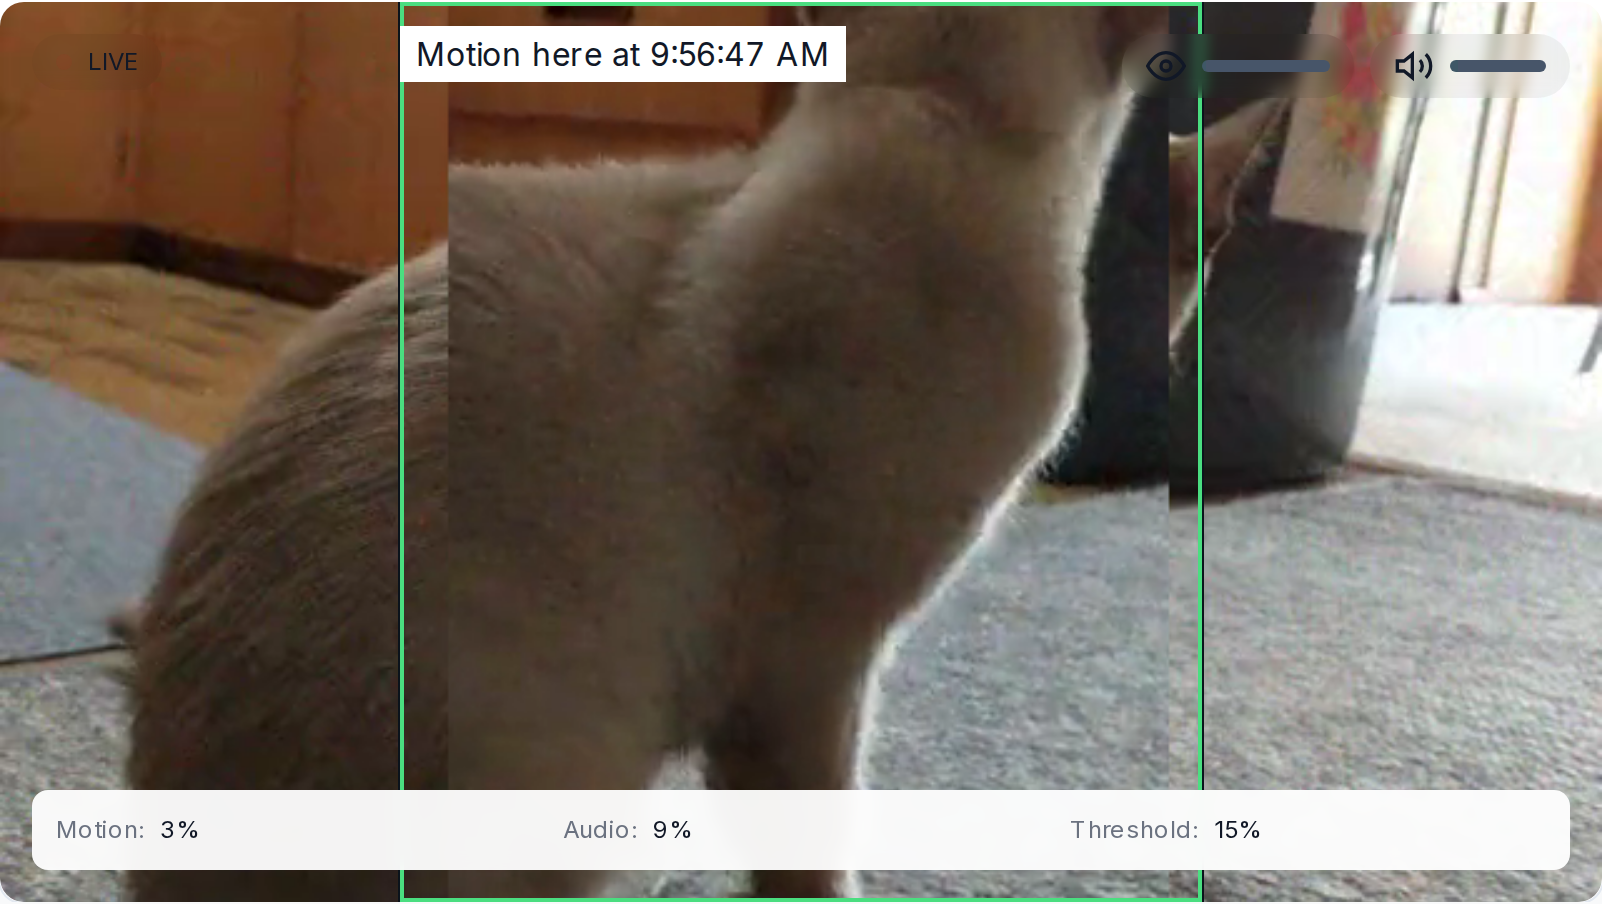 LIVE
Motion here at 9:56:47 AM
Motion: 3%
Audio: 9%
Threshold: 15%